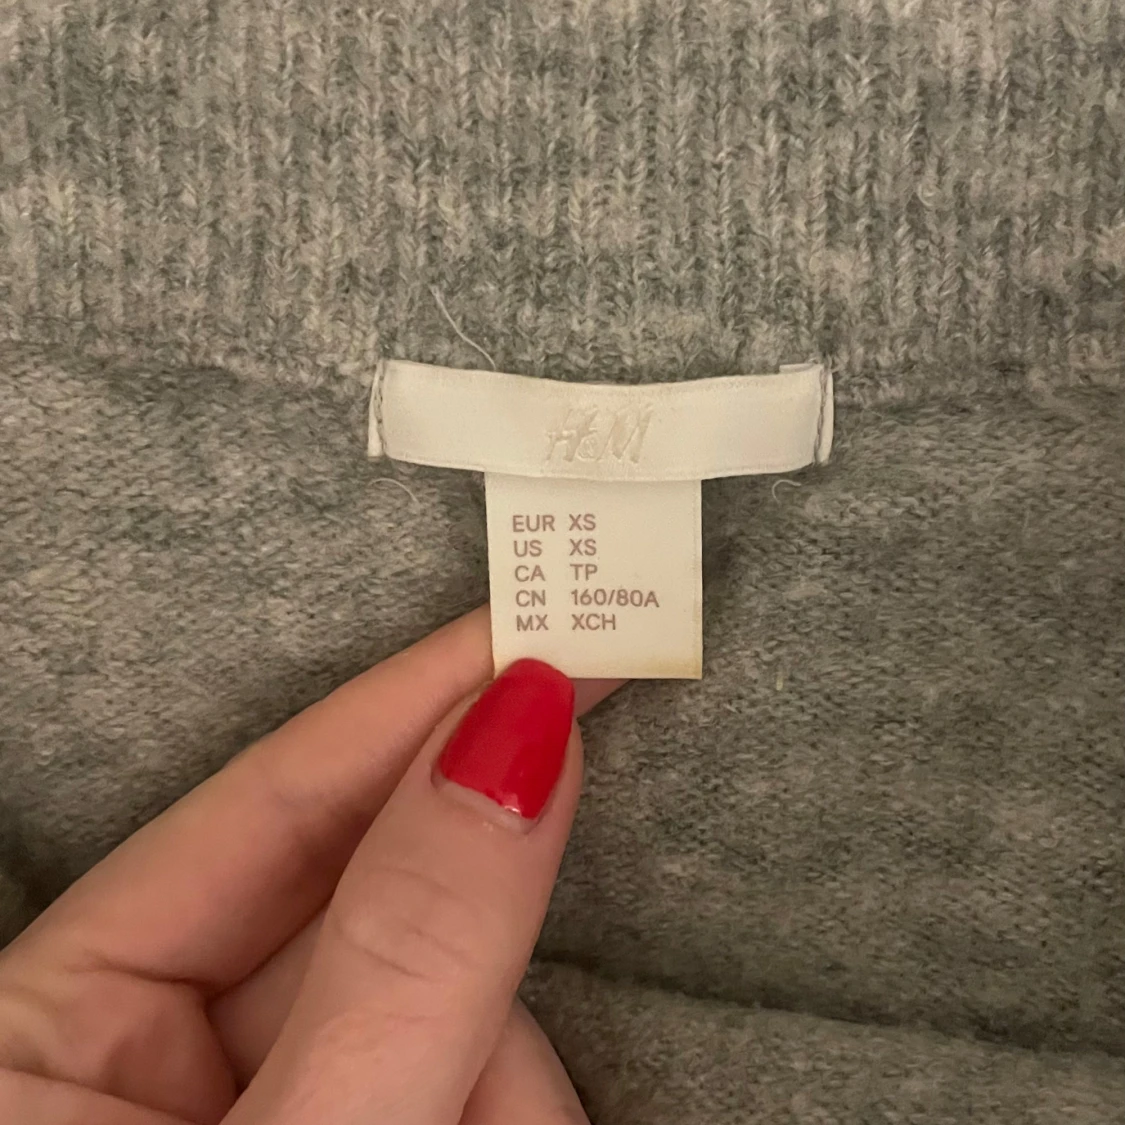 H&M
EUR XS
US XS
CA TP
CN 160/80A
MX XCH